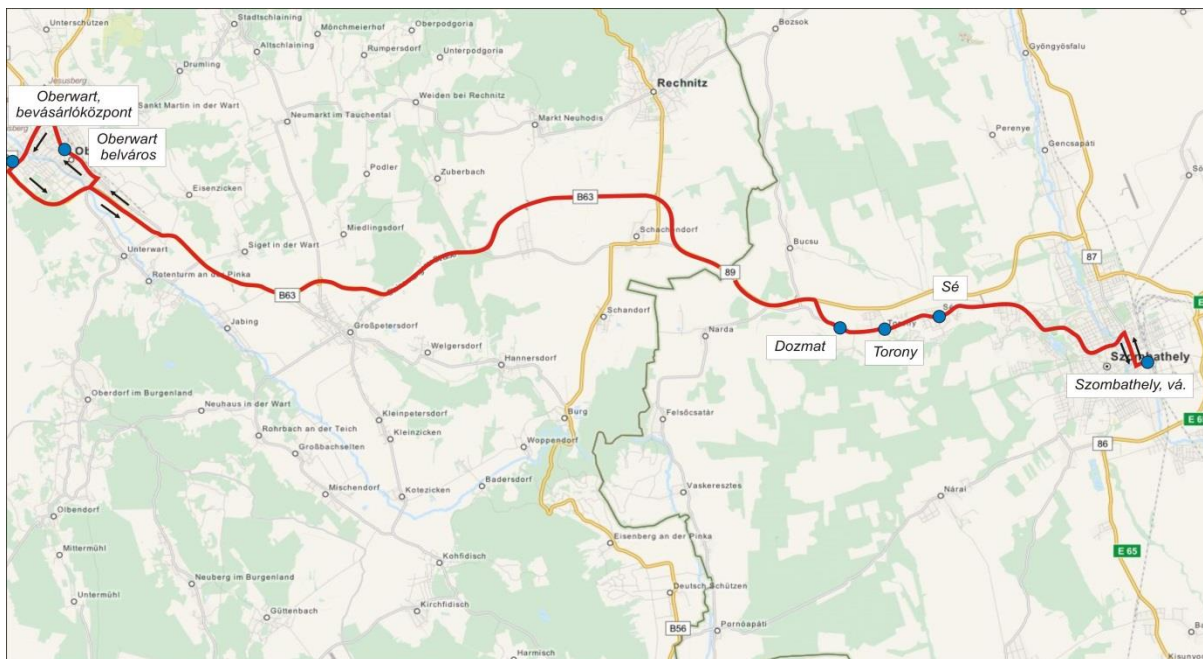 Unterschützen
Stadtschlaining
Mönchmeierhof
Oberpodgoria
Bozsok
Altschlaining
Rumpersdorf
Unterpodgoria
Gyöngyösfalu
Drumling
Jesusberg
Rechnitz
Oberwart,
bevásárlóközpont
Sankt Martin in der Wart
Weiden bei Rechnitz
Neumarkt im Tauchental
Markt Neuhodis
Perenye
Gencsapáti
Oberwart
belváros
Podler
Zuberbach
Eisenzicken
B63
Miedlingsdorf
Schachendorf
Siget in der Wart
Bucsu
Unterwart
87
89
Rotenturm an der Pinka
Sé
B63
Jabing
Großpetersdorf
Schandorf
Narda
Dozmat
Torony
Welgersdorf
Hannersdorf
Szombathely
Szombathely, vá.
Oberdorf im Burgenland
Neuhaus in der Wart
Kleinpetersdorf
Burg
Felsőcsatár
Rohrbach an der Teich
Kleinzicken
Woppendorf
86
Großbachselten
Badersdorf
Vaskeresztes
Mischendorf
Kotezicken
Nárai
Olbendorf
Eisenberg an der Pinka
E 65
Mittermühl
Kohfidisch
Neuberg im Burgenland
Deutsch Schützen
Untermühl
Güttenbach
Kirchfidisch
B56
Pornóapáti
Harmisch